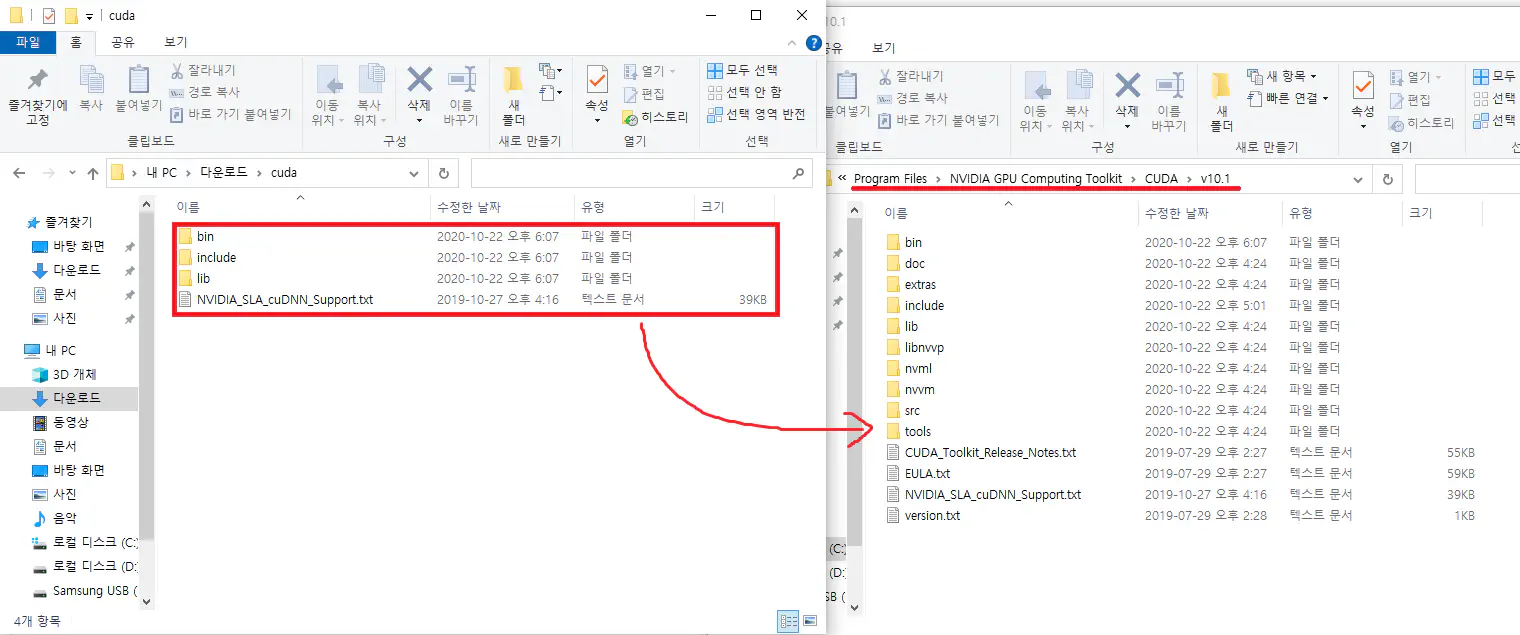 cuda
파일 홈 공유 보기
즐겨찾기에 고정
복사
붙여넣기
잘라내기
경로 복사
바로 가기 붙여넣기
클립보드
이동 위치
복사 위치
삭제
이름 바꾸기
구성
새 폴더
새로 만들기
속성
열기
편집
히스토리
열기
모두 선택
선택 안 함
선택 영역 반전
선택
내 PC > 다운로드 > cuda
이름 수정한 날짜 유형 크기
bin 2020-10-22 오후 6:07 파일 폴더
include 2020-10-22 오후 6:07 파일 폴더
lib 2020-10-22 오후 6:07 파일 폴더
NVIDIA_SLA_cuDNN_Support.txt 2019-10-27 오후 4:16 텍스트 문서 39KB
즐겨찾기
바탕 화면
다운로드
문서
사진
내 PC
3D 개체
다운로드
동영상
문서
바탕 화면
사진
음악
로컬 디스크 (C:)
로컬 디스크 (D:
Samsung USB (
4개 항목
10.1
공유 보기
붙여넣기
잘라내기
경로 복사
바로 가기 붙여넣기
클립보드
이동 위치
복사 위치
삭제
이름 바꾸기
구성
새 폴더
새 항목
빠른 연결
새로 만들기
속성
열기
편집
히스토리
열기
모두
선택
선택
« Program Files > NVIDIA GPU Computing Toolkit > CUDA > v10.1
이름 수정한 날짜 유형 크기
bin 2020-10-22 오후 6:07 파일 폴더
doc 2020-10-22 오후 4:24 파일 폴더
extras 2020-10-22 오후 4:24 파일 폴더
include 2020-10-22 오후 5:01 파일 폴더
lib 2020-10-22 오후 4:24 파일 폴더
libnvvp 2020-10-22 오후 4:24 파일 폴더
nvml 2020-10-22 오후 4:24 파일 폴더
nvvm 2020-10-22 오후 4:24 파일 폴더
src 2020-10-22 오후 4:24 파일 폴더
tools 2020-10-22 오후 4:24 파일 폴더
CUDA_Toolkit_Release_Notes.txt 2019-07-29 오후 2:27 텍스트 문서 55KB
EULA.txt 2019-07-29 오후 2:27 텍스트 문서 59KB
NVIDIA_SLA_cuDNN_Support.txt 2019-10-27 오후 4:16 텍스트 문서 39KB
version.txt 2019-07-29 오후 2:28 텍스트 문서 1KB
(C:)
(D:)
SB (